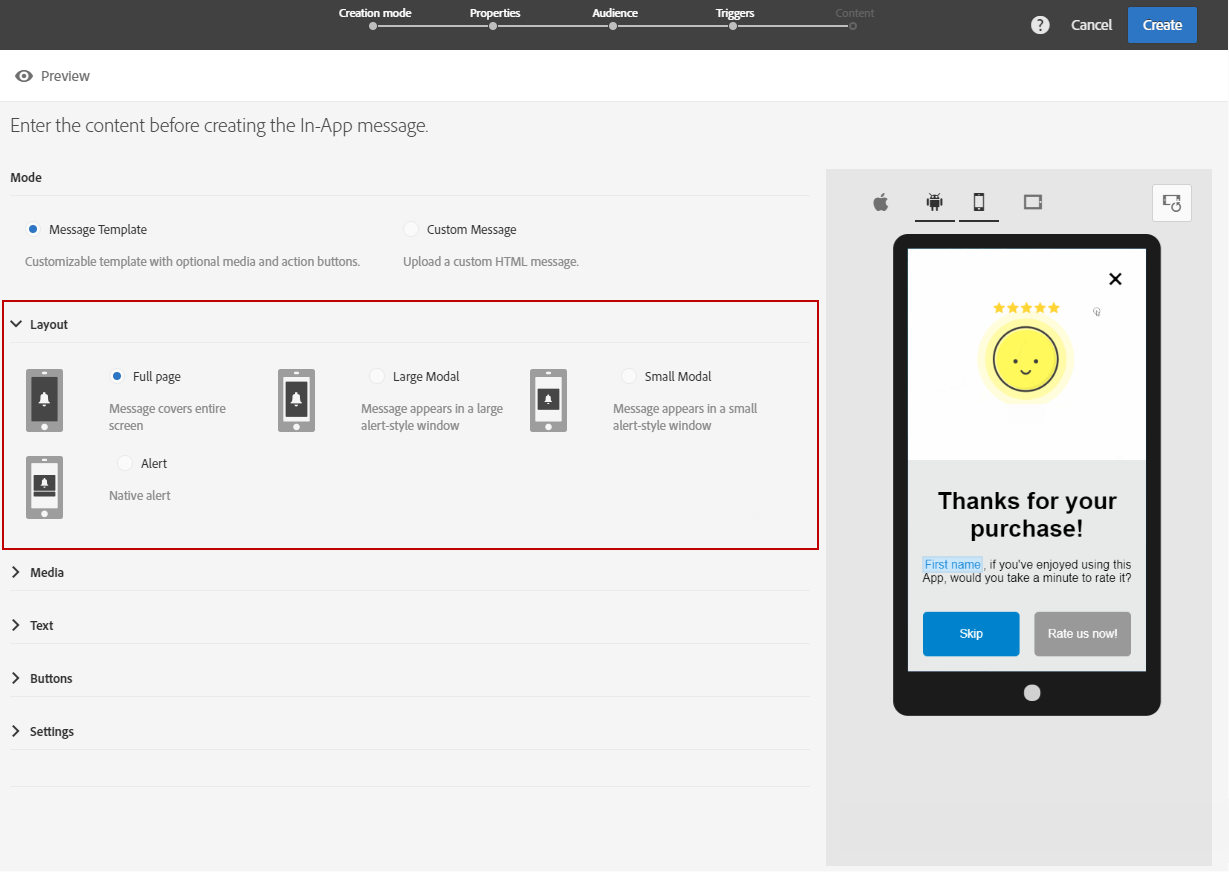 Creation mode Properties Audience Triggers Content
? Cancel Create
Preview
Enter the content before creating the In-App message.
Mode
Message Template Custom Message
Customizable template with optional media and action buttons. Upload a custom HTML message.
Layout
Full page Large Modal Small Modal
Message covers entire Message appears in a large Message appears in a small
screen alert-style window alert-style window
Alert
Native alert
Media
Text
Buttons
Settings
Thanks for your
purchase!
First name, if you've enjoyed using this
App, would you take a minute to rate it?
Skip Rate us now!